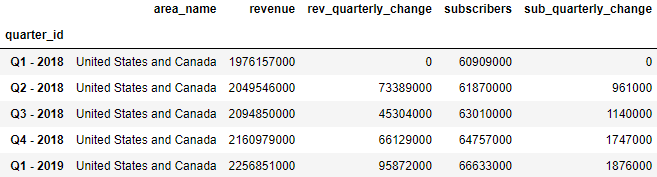 area_name revenue rev_quarterly_change subscribers sub_quarterly_change
quarter_id
Q1 - 2018 United States and Canada 1976157000 0 60909000 0
Q2 - 2018 United States and Canada 2049546000 73389000 61870000 961000
Q3 - 2018 United States and Canada 2094850000 45304000 63010000 1140000
Q4 - 2018 United States and Canada 2160979000 66129000 64757000 1747000
Q1 - 2019 United States and Canada 2256851000 95872000 66633000 1876000